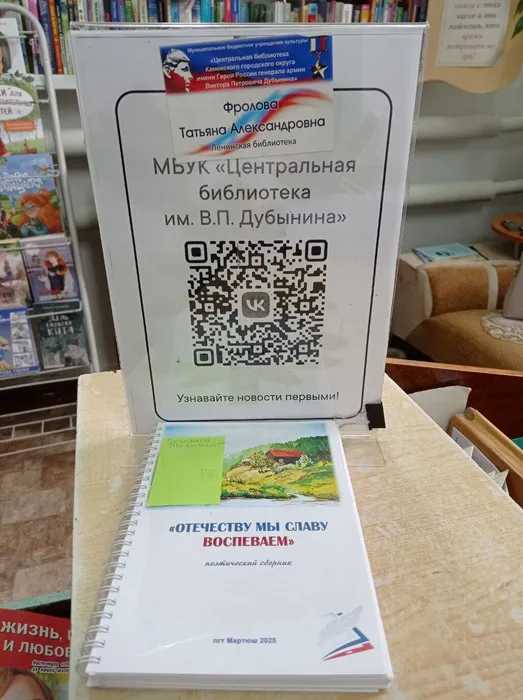 Муниципальное бюджетное учреждение культуры
«Центральная библиотека
Каменского городского округа
имени Героя России генерала армии
Виктора Петровича Дубынина»
Фролова
Татьяна Александровна
Ленинская библиотека
МБУК «Центральная
библиотека
им. В.П. Дубынина»
Узнавайте новости первыми!
«ОТЕЧЕСТВУ МЫ СЛАВУ
ВОСПЕВАЕМ»
поэтический сборник
пгт Мартюш 2025
ЖИЗНЬ,
И ЛЮБОВ